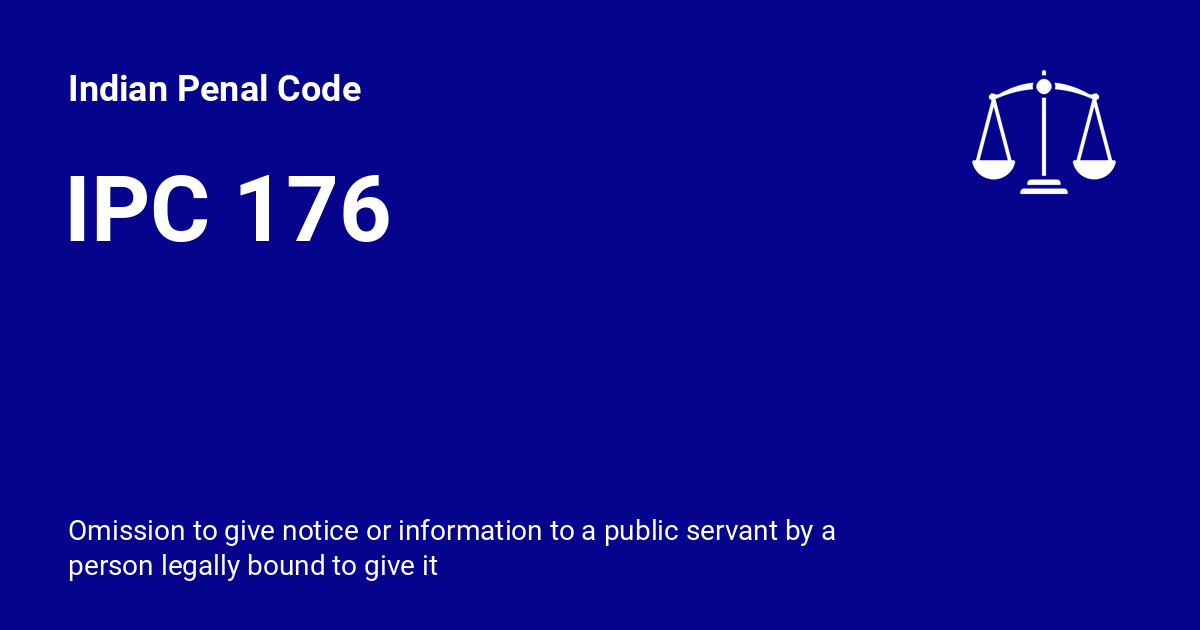 Indian Penal Code
IPC 176
Omission to give notice or information to a public servant by a
person legally bound to give it